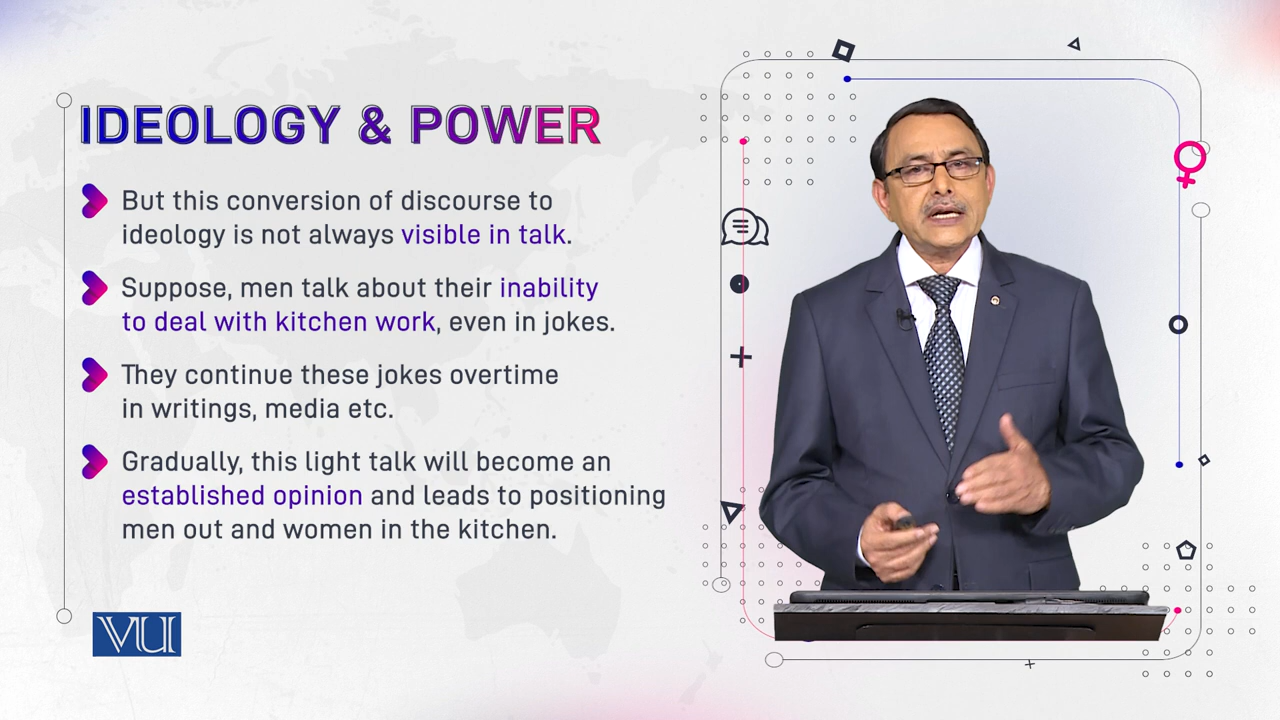 IDEOLOGY & POWER
But this conversion of discourse to
ideology is not always visible in talk.
Suppose, men talk about their inability
to deal with kitchen work, even in jokes.
They continue these jokes overtime
in writings, media etc.
Gradually, this light talk will become an
established opinion and leads to positioning
men out and women in the kitchen.
VU